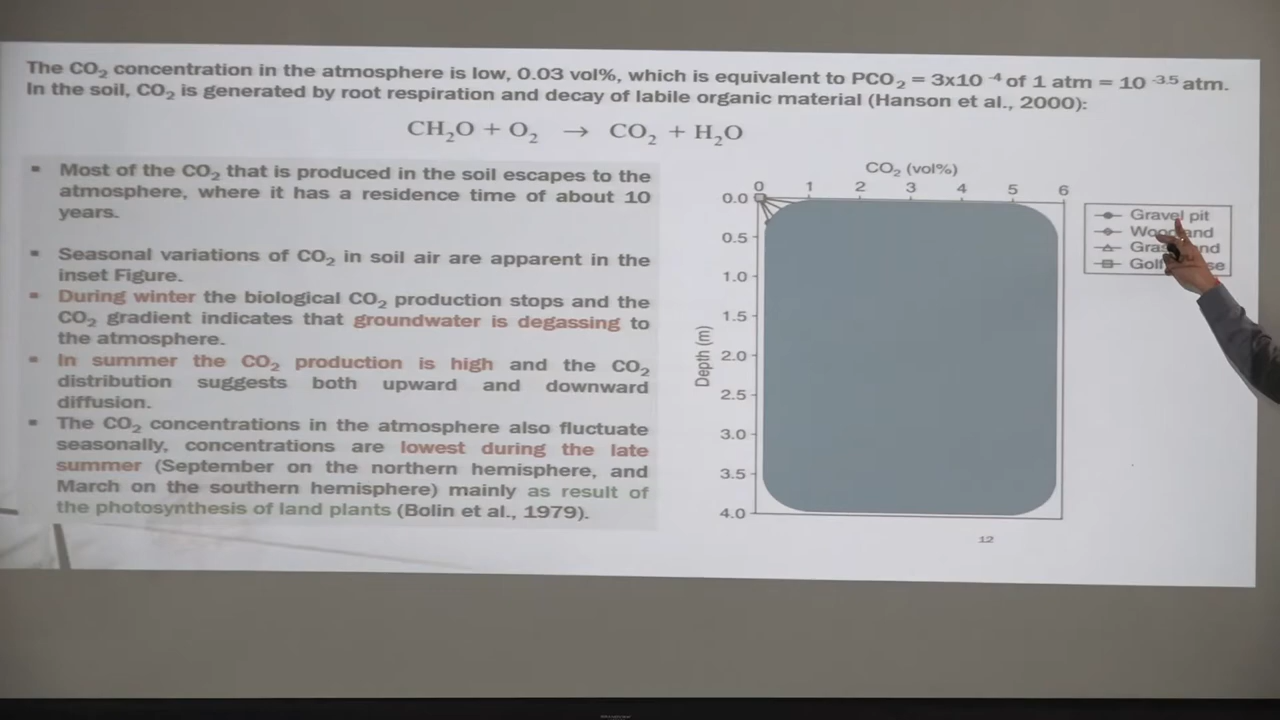 The CO₂ concentration in the atmosphere is low, 0.03 vol%, which is equivalent to PCO₂ = 3x10 ⁻⁴ of 1 atm = 10 ⁻³·⁵ atm.
In the soil, CO₂ is generated by root respiration and decay of labile organic material (Hanson et al., 2000):
CH₂O + O₂ → CO₂ + H₂O
▪ Most of the CO₂ that is produced in the soil escapes to the
atmosphere, where it has a residence time of about 10
years.
▪ Seasonal variations of CO₂ in soil air are apparent in the
inset Figure.
▪ During winter the biological CO₂ production stops and the
CO₂ gradient indicates that groundwater is degassing to
the atmosphere.
▪ In summer the CO₂ production is high and the CO₂
distribution suggests both upward and downward
diffusion.
▪ The CO₂ concentrations in the atmosphere also fluctuate
seasonally, concentrations are lowest during the late
summer (September on the northern hemisphere, and
March on the southern hemisphere) mainly as result of
the photosynthesis of land plants (Bolin et al., 1979).
CO₂ (vol%)
0 1 2 3 4 5 6
0.0
0.5
1.0
1.5
2.0
2.5
3.0
3.5
4.0
Depth (m)
Gravel pit
12